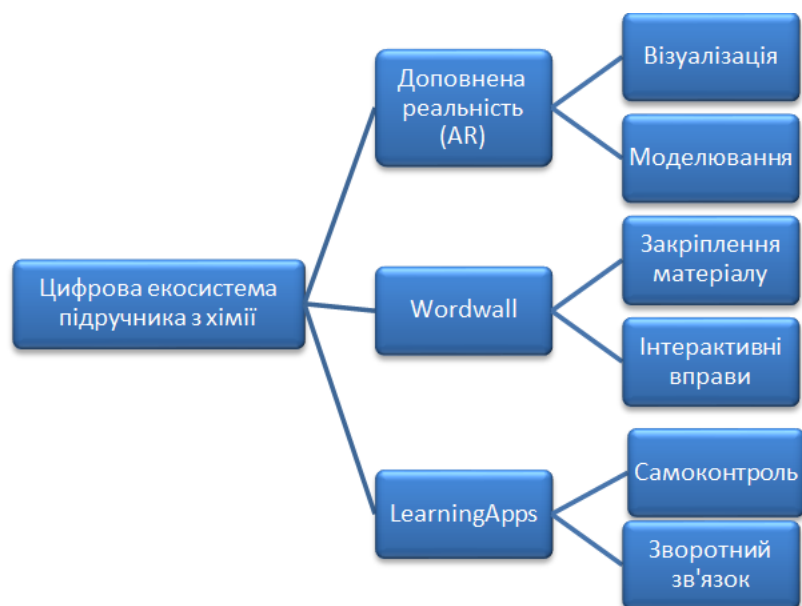 Цифрова екосистема
підручника з хімії
Доповнена
реальність
(AR)
Візуалізація
Моделювання
Wordwall
Закріплення
матеріалу
Інтерактивні
вправи
LearningApps
Самоконтроль
Зворотний
зв'язок